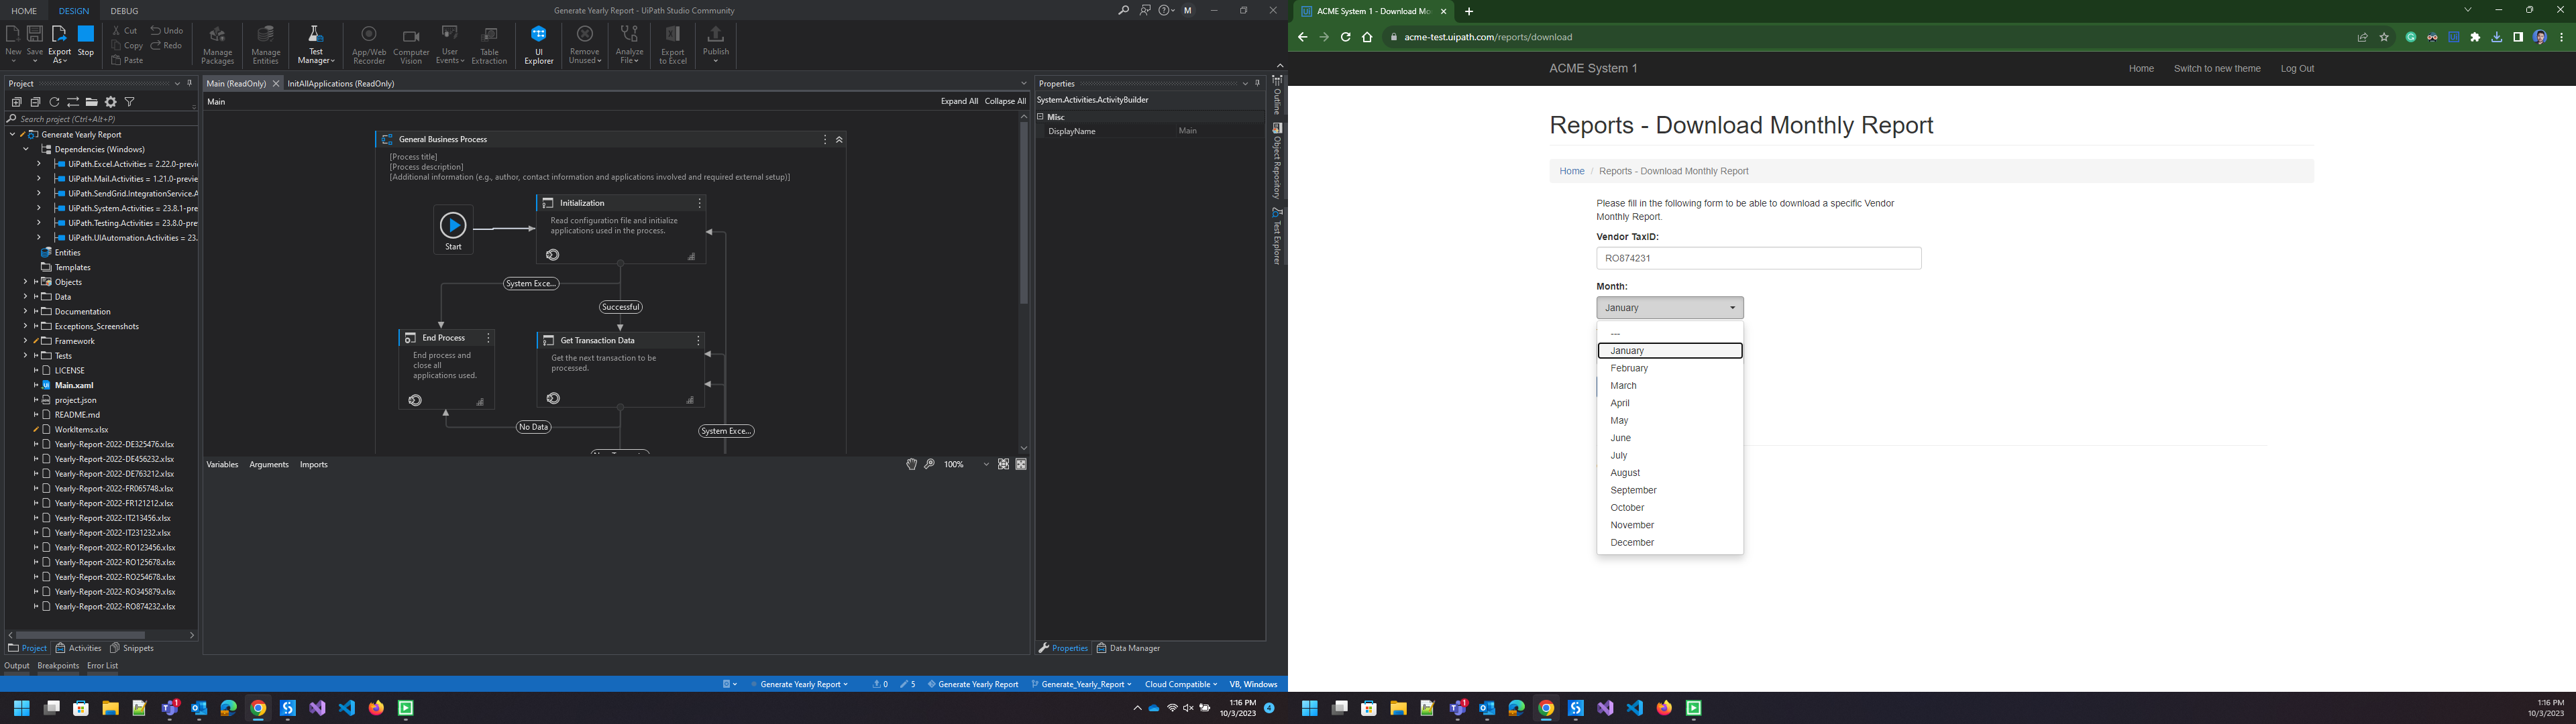 HOME DESIGN DEBUG
Generate Yearly Report - UiPath Studio Community
M
New Save Export As Stop
Cut Copy Paste Undo Redo
Manage Packages
Manage Entities
Test Manager
App/Web Recorder
Computer Vision
User Events
Table Extraction
UI Explorer
Remove Unused
Analyze File
Export to Excel
Publish
Project
Search project (Ctrl+Alt+P)
Generate Yearly Report
Dependencies (Windows)
UiPath.Excel.Activities = 2.22.0-previe
UiPath.Mail.Activities = 1.21.0-preview
UiPath.SendGrid.IntegrationService.A
UiPath.System.Activities = 23.8.1-pre
UiPath.Testing.Activities = 23.8.0-prev
UiPath.UIAutomation.Activities = 23.
Entities
Templates
Objects
Data
Documentation
Exceptions_Screenshots
Framework
Tests
LICENSE
Main.xaml
project.json
README.md
WorkItems.xlsx
Yearly-Report-2022-DE325476.xlsx
Yearly-Report-2022-DE456232.xlsx
Yearly-Report-2022-DE763212.xlsx
Yearly-Report-2022-FR065748.xlsx
Yearly-Report-2022-FR121212.xlsx
Yearly-Report-2022-IT213456.xlsx
Yearly-Report-2022-IT231232.xlsx
Yearly-Report-2022-RO123456.xlsx
Yearly-Report-2022-RO125678.xlsx
Yearly-Report-2022-RO254678.xlsx
Yearly-Report-2022-RO345879.xlsx
Yearly-Report-2022-RO874232.xlsx
Project Activities Snippets
Output Breakpoints Error List
Main (ReadOnly) InitAllApplications (ReadOnly)
Main Expand All Collapse All
General Business Process
[Process title]
[Process description]
[Additional information (e.g., author, contact information and applications involved and required external setup)]
Start
Initialization
Read configuration file and initialize
applications used in the process.
System Exce...
Successful
End Process
End process and
close all
applications used.
Get Transaction Data
Get the next transaction to be
processed.
No Data
System Exce...
Variables Arguments Imports
100%
Properties
System.Activities.ActivityBuilder
Misc
DisplayName Main
Properties Data Manager
Outline
Object Repository
Test Explorer
Generate Yearly Report 0 5 Generate Yearly Report Generate_Yearly_Report Cloud Compatible VB, Windows
1:16 PM
10/3/2023
4
ACME System 1 - Download Mo
acme-test.uipath.com/reports/download
ACME System 1 Home Switch to new theme Log Out
Reports - Download Monthly Report
Home / Reports - Download Monthly Report
Please fill in the following form to be able to download a specific Vendor
Monthly Report.
Vendor TaxID:
RO874231
Month:
January
---
January
February
March
April
May
June
July
August
September
October
November
December
1:16 PM
10/3/2023